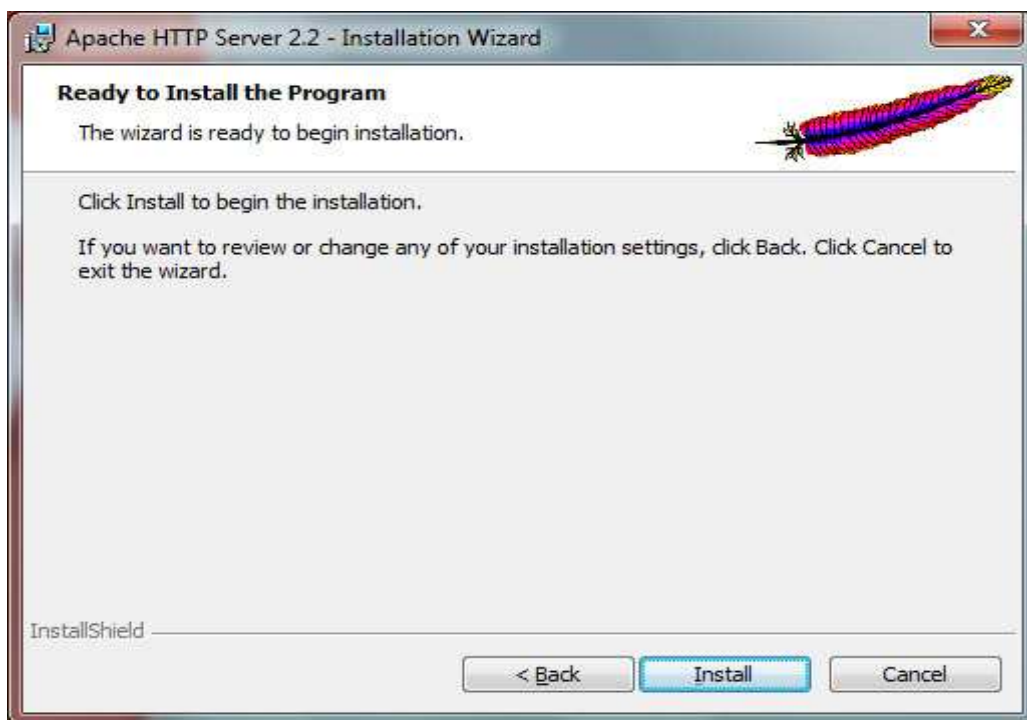 Apache HTTP Server 2.2 - Installation Wizard
Ready to Install the Program
The wizard is ready to begin installation.
Click Install to begin the installation.
If you want to review or change any of your installation settings, click Back. Click Cancel to
exit the wizard.
InstallShield
< Back Install Cancel